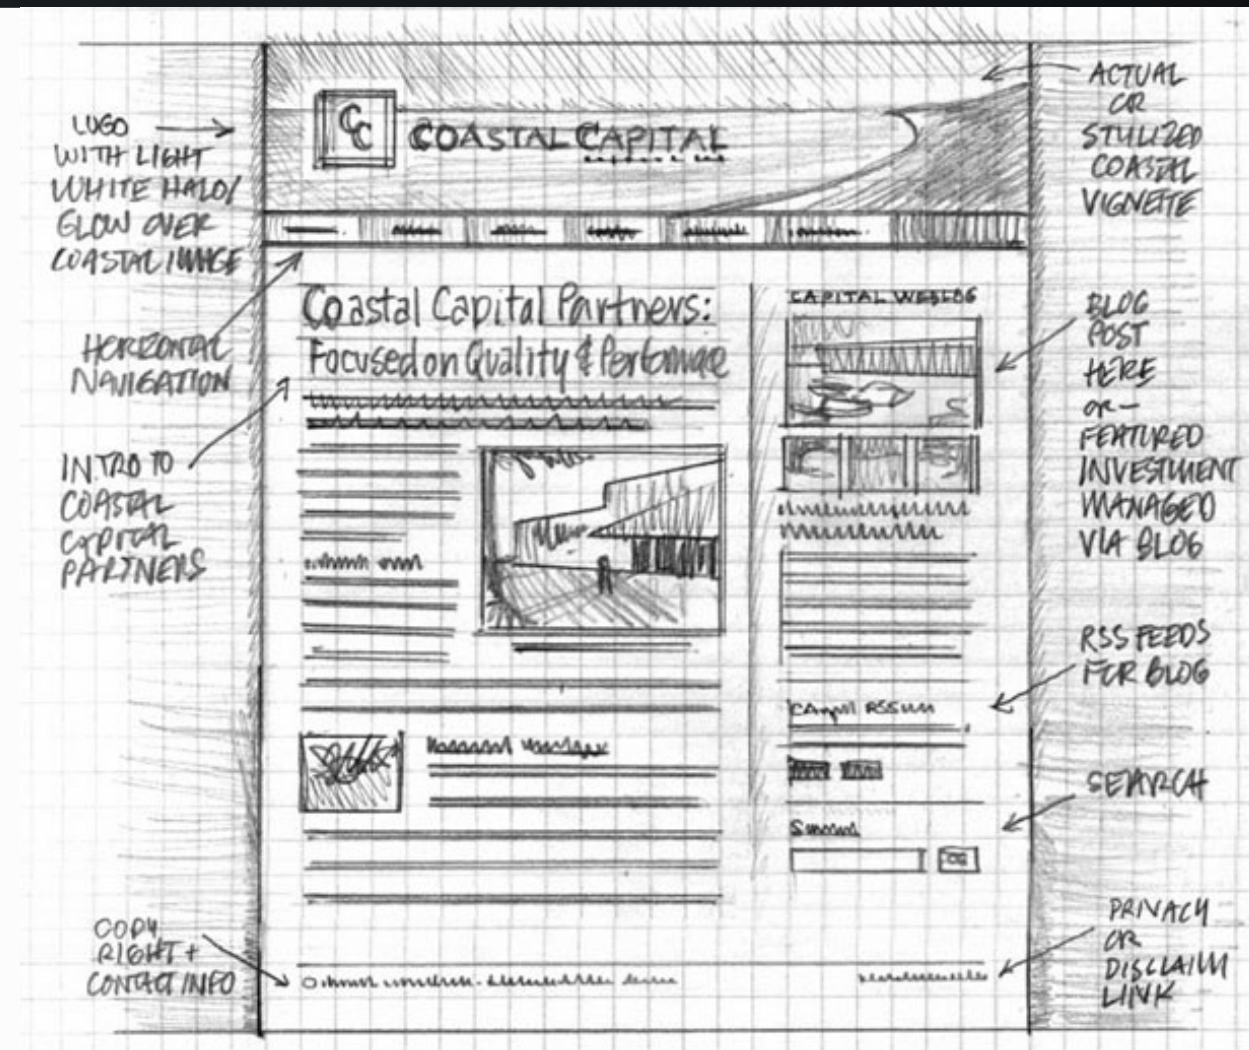 LOGO
WITH LIGHT
WHITE HALO/
GLOW OVER
COASTAL IMAGE
HORIZONTAL
NAVIGATION
INTRO TO
COASTAL
CAPITAL
PARTNERS
COPY
RIGHT +
CONTACT INFO
CC
COASTAL CAPITAL
Coastal Capital Partners:
Focused on Quality & Performance
CAPITAL WEBLOG
RSS
ACTUAL
OR
STYLIZED
COASTAL
VIGNETTE
BLOG
POST
HERE
OR—
FEATURED
INVESTMENT
MANAGED
VIA BLOG
RSS FEEDS
FOR BLOG
SEARCH
PRIVACY
OR
DISCLAIM
LINK